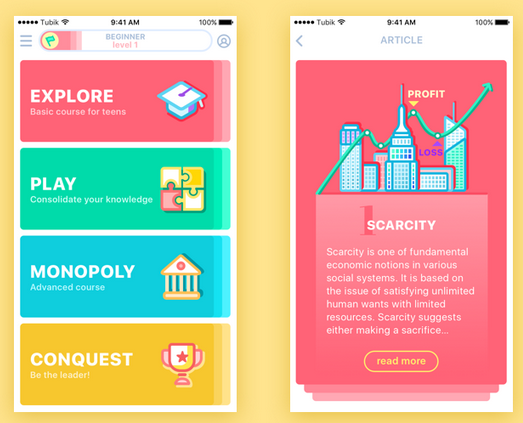 Tubik 9:41 AM 100%
BEGINNER
level 1
EXPLORE
Basic course for teens
PLAY
Consolidate your knowledge
MONOPOLY
Advanced course
CONQUEST
Be the leader!
Tubik 9:41 AM 100%
ARTICLE
PROFIT
LOSS
1 SCARCITY
Scarcity is one of fundamental
economic notions in various
social systems. It is based on
the issue of satisfying unlimited
human wants with limited
resources. Scarcity suggests
either making a sacrifice...
read more